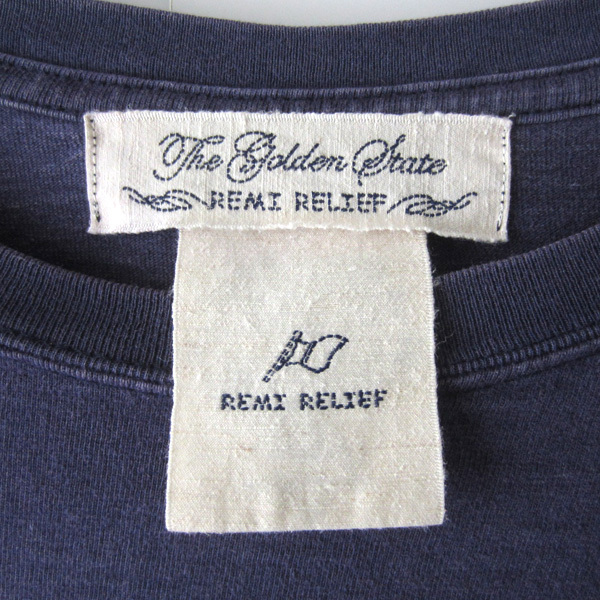 The Golden State
REMI RELIEF
REMI RELIEF